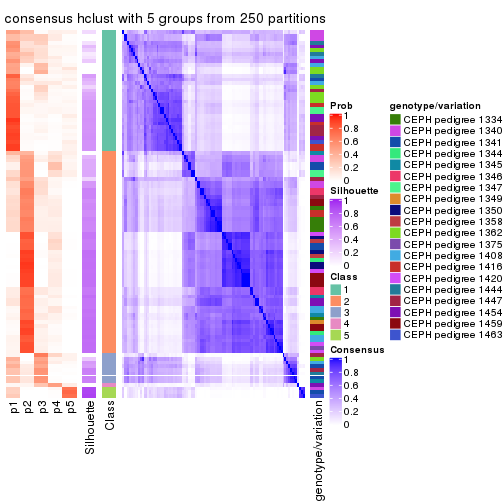 consensus hclust with 5 groups from 250 partitions
p1
p2
p3
p4
p5
Silhouette
Class
genotype/variation
Prob
1
0.8
0.6
0.4
0.2
0
Silhouette
1
0.8
0.6
0.4
0.2
0
Class
1
2
3
4
5
Consensus
1
0.8
0.6
0.4
0.2
0
genotype/variation
CEPH pedigree 1334
CEPH pedigree 1340
CEPH pedigree 1341
CEPH pedigree 1344
CEPH pedigree 1345
CEPH pedigree 1346
CEPH pedigree 1347
CEPH pedigree 1349
CEPH pedigree 1350
CEPH pedigree 1358
CEPH pedigree 1362
CEPH pedigree 1375
CEPH pedigree 1408
CEPH pedigree 1416
CEPH pedigree 1420
CEPH pedigree 1444
CEPH pedigree 1447
CEPH pedigree 1454
CEPH pedigree 1459
CEPH pedigree 1463